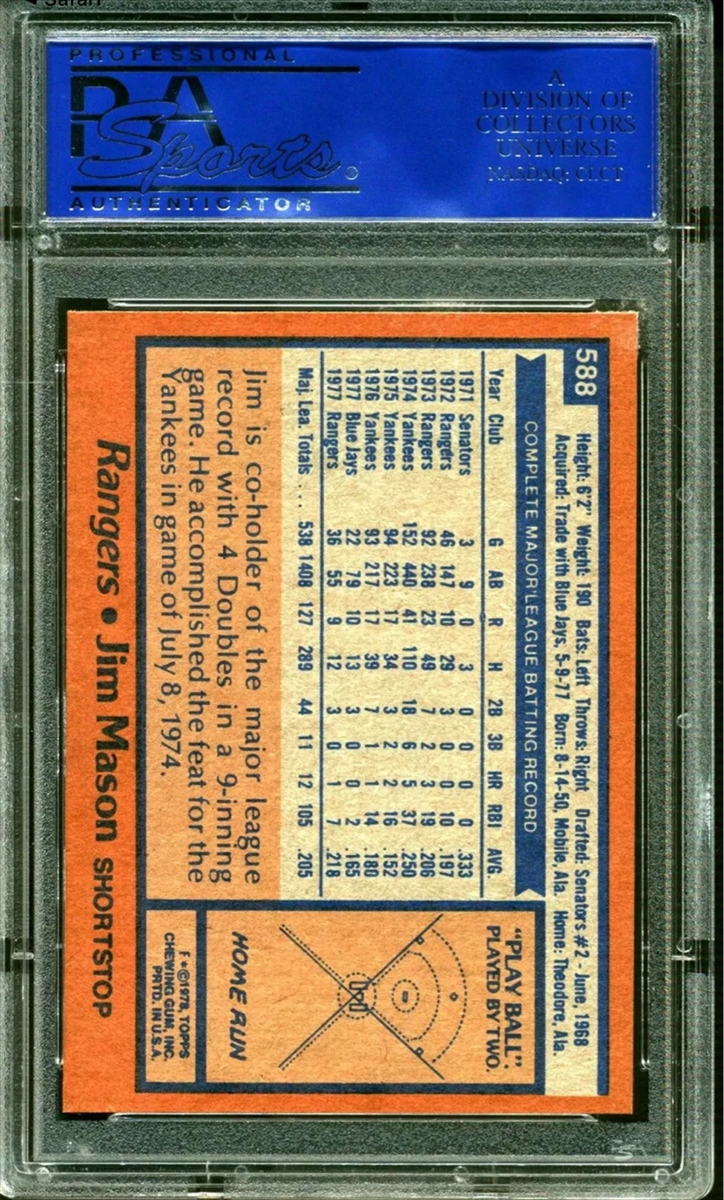 Safari
PROFESSIONAL
PSA
Sports®
AUTHENTICATOR
A
DIVISION OF
COLLECTORS
UNIVERSE
NASDAQ: CLCT
588
Height: 6'2" Weight: 190 Bats: Left Throws: Right Drafted: Senators #2 - June, 1968
Acquired: Trade with Blue Jays, 5-9-77 Born: 8-14-50, Mobile, Ala. Home: Theodore, Ala.
COMPLETE MAJOR LEAGUE BATTING RECORD
Year Club G AB R H 2B 3B HR RBI AVG.
1971 Senators 3 9 0 3 0 0 0 0 .333
1972 Rangers 46 147 10 29 3 0 0 10 .197
1973 Rangers 92 238 23 49 7 2 3 19 .206
1974 Yankees 152 440 41 110 18 6 5 37 .250
1975 Yankees 94 223 17 34 3 2 2 16 .152
1976 Yankees 93 217 17 39 7 1 1 14 .180
1977 Blue Jays 22 79 10 13 3 0 0 2 .165
1977 Rangers 36 55 9 12 3 0 1 7 .218
Maj. Lea. Totals ... 538 1408 127 289 44 11 12 105 .205
Jim is co-holder of the major league
record with 4 Doubles in a 9-inning
game. He accomplished the feat for the
Yankees in game of July 8, 1974.
"PLAY BALL"
PLAYED BY TWO.
HOME RUN
F*©1978, TOPPS
CHEWING GUM, INC.
PRTD. IN U.S.A.
Rangers • Jim Mason SHORTSTOP